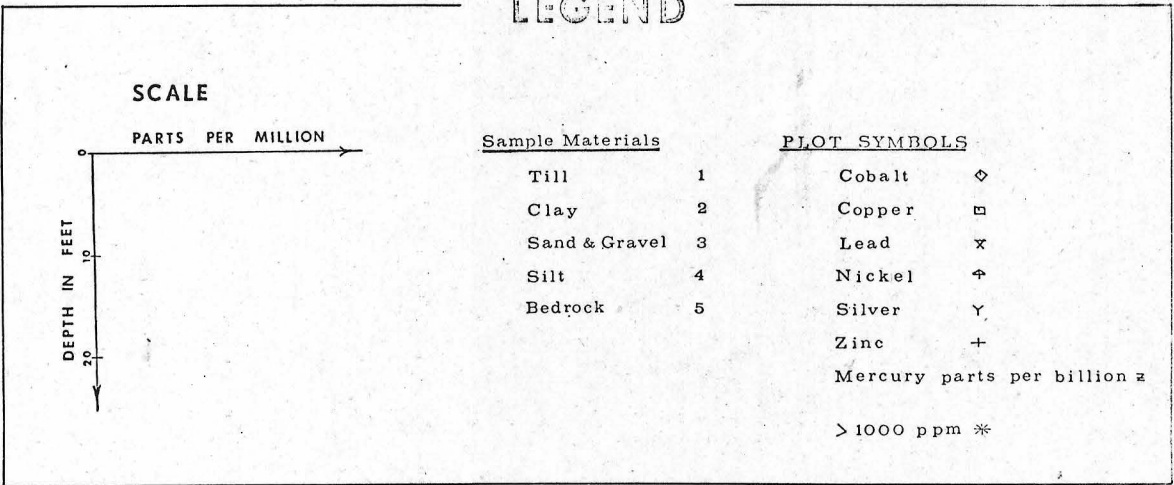 LEGEND
SCALE
PARTS PER MILLION
0
DEPTH IN FEET
10
20
Sample Materials
Till 1
Clay 2
Sand & Gravel 3
Silt 4
Bedrock 5
PLOT SYMBOLS
Cobalt
Copper
Lead
Nickel
Silver
Zinc +
Mercury parts per billion z
> 1000 ppm ✳